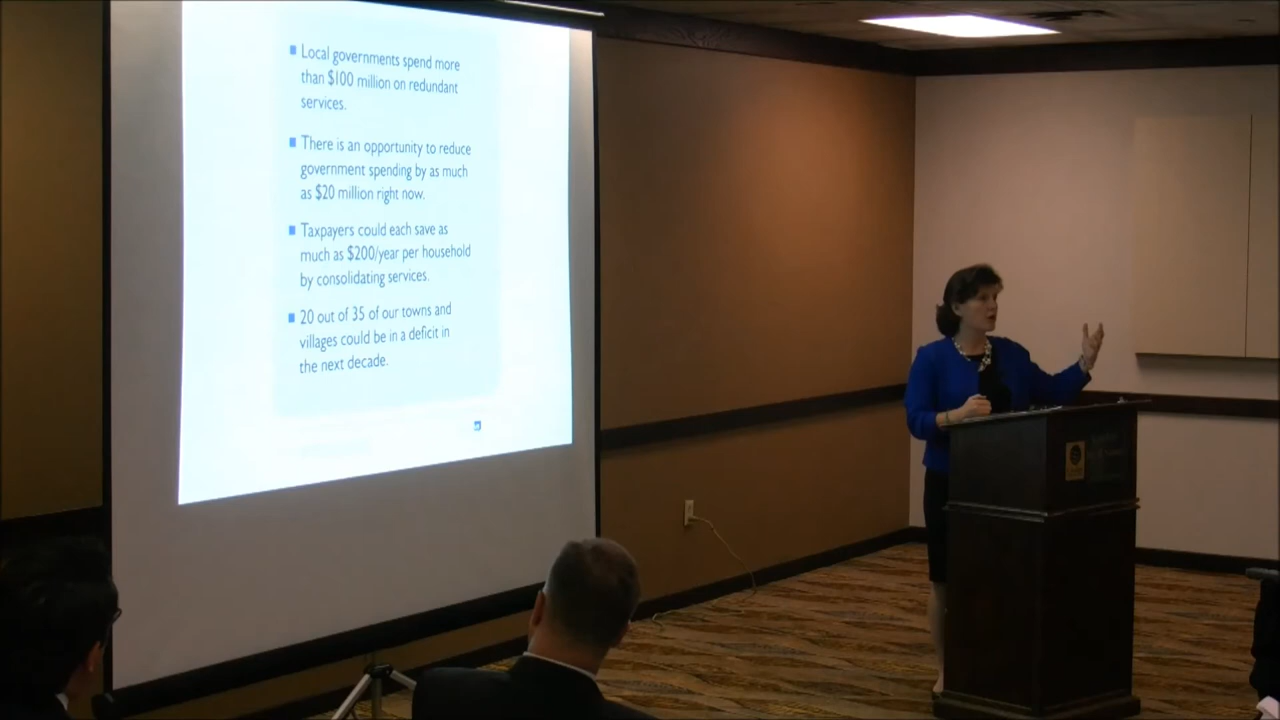 Local governments spend more
than $100 million on redundant
services.
There is an opportunity to reduce
government spending by as much
as $20 million right now.
Taxpayers could each save as
much as $200/year per household
by consolidating services.
20 out of 35 of our towns and
villages could be in a deficit in
the next decade.